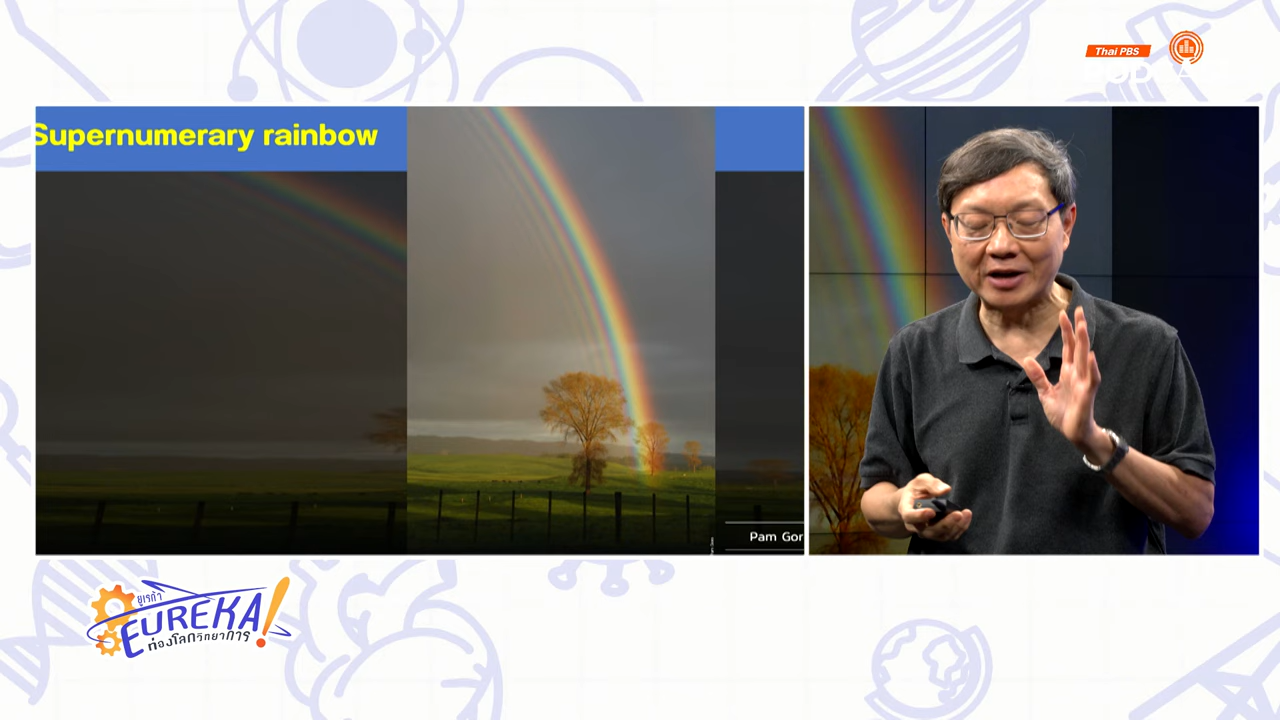 Thai PBS
PODCAST
Supernumerary rainbow
Pam Gor
ยูเรก้า
EUREKA!
ท่องโลกวิทยาการ